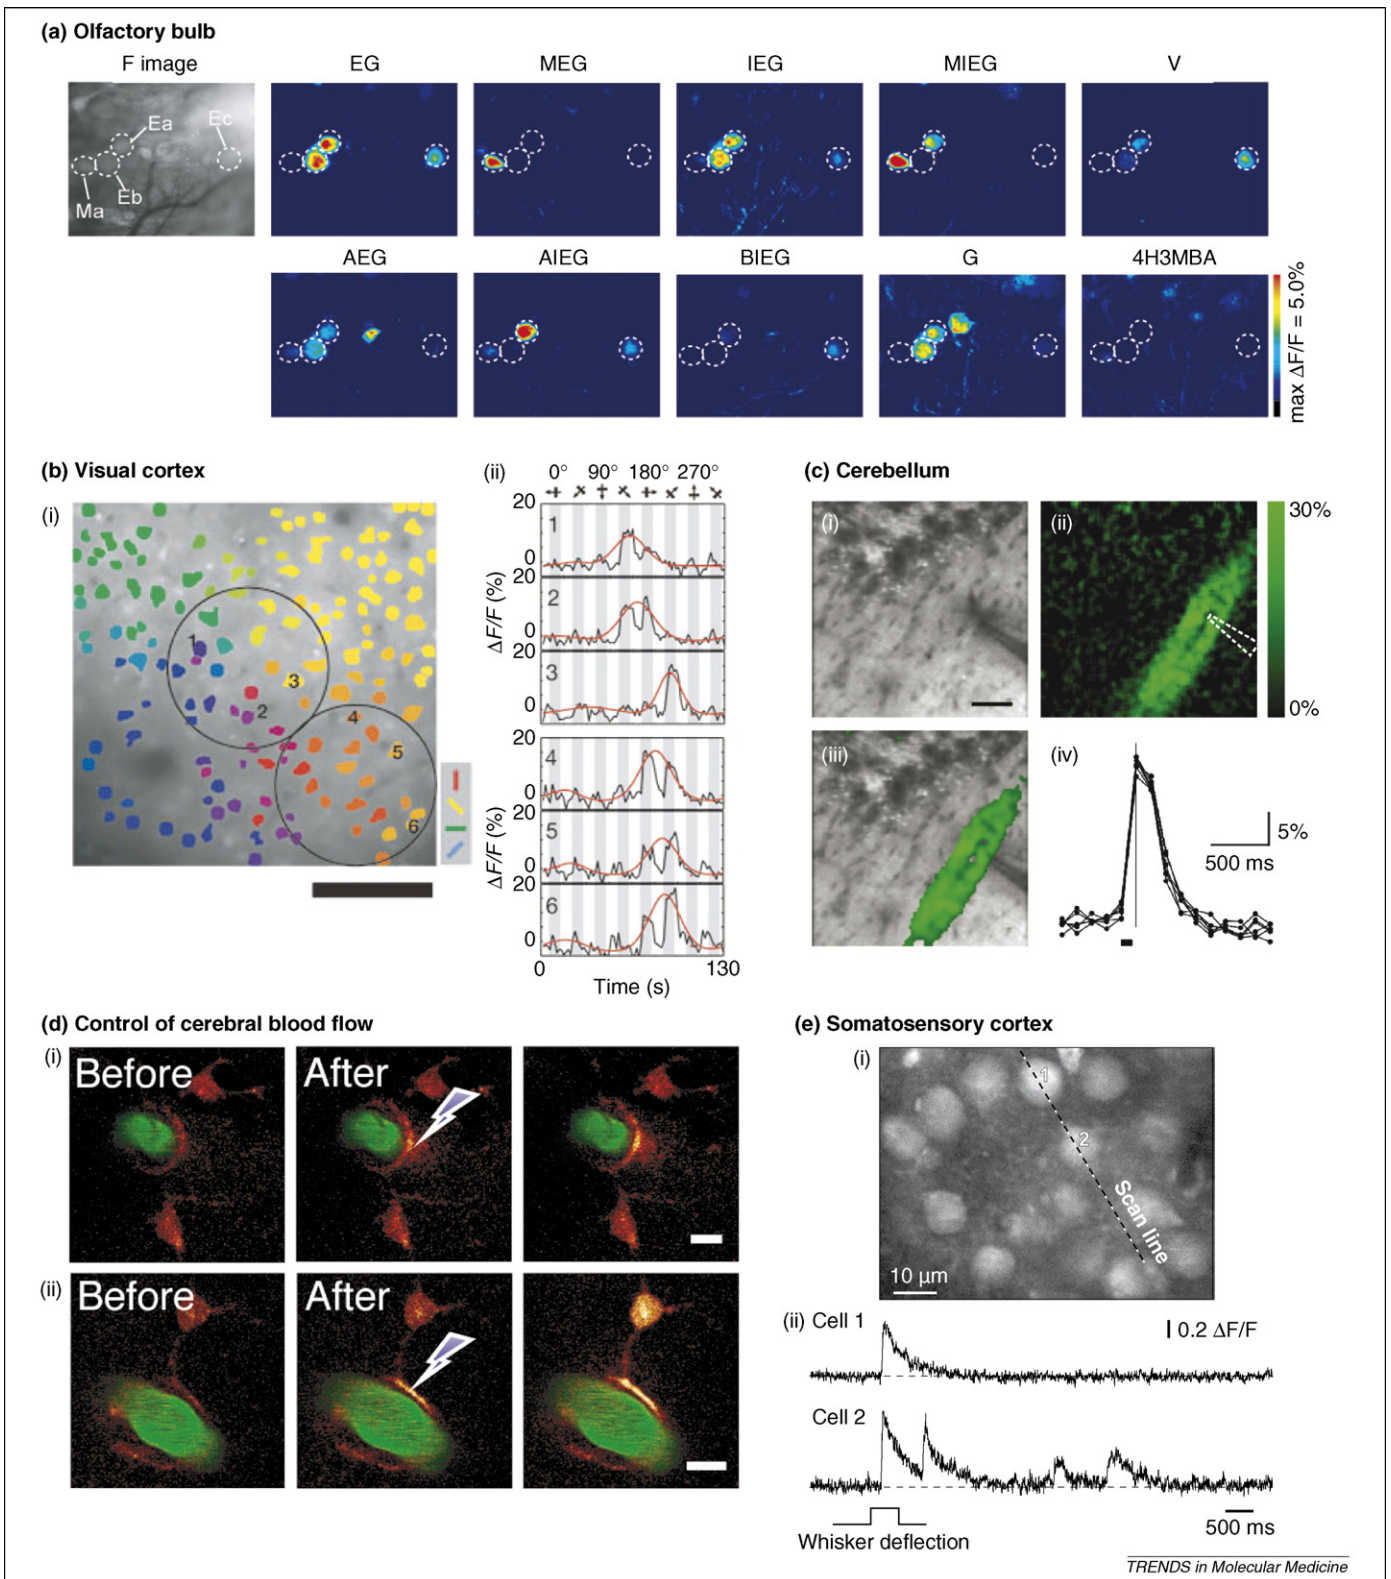 (a) Olfactory bulb
F image EG MEG IEG MIEG V
Ea Ec
Ma Eb
AEG AIEG BIEG G 4H3MBA
max ΔF/F = 5.0%
(b) Visual cortex
(i)
1
2
3
4
5
6
(ii)
0° 90° 180° 270°
20
1
0
20
2
0
20
3
0
ΔF/F (%)
20
4
0
20
5
0
20
6
0
ΔF/F (%)
0 130
Time (s)
(c) Cerebellum
(i) (ii) 30%
0%
(iii) (iv)
5%
500 ms
(d) Control of cerebral blood flow
(i) Before After
(ii) Before After
(e) Somatosensory cortex
(i)
1
2
Scan line
10 μm
(ii) Cell 1 0.2 ΔF/F
Cell 2
500 ms
Whisker deflection
TRENDS in Molecular Medicine